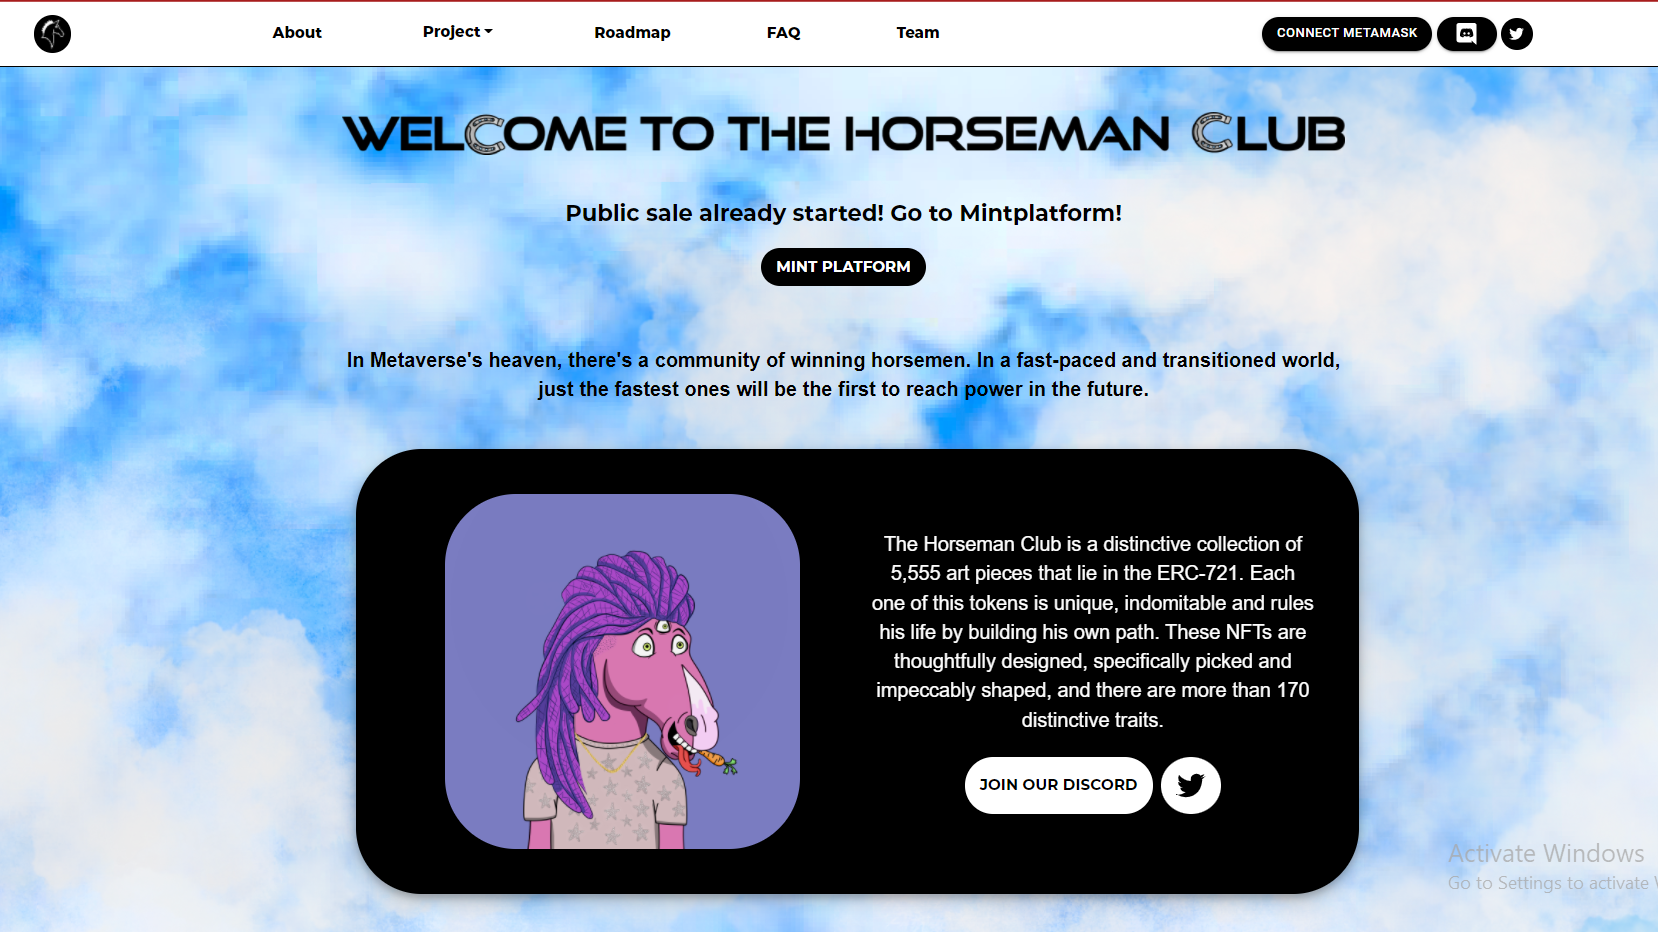 About
Project
Roadmap
FAQ
Team
CONNECT METAMASK
WELCOME TO THE HORSEMAN CLUB
Public sale already started! Go to Mintplatform!
MINT PLATFORM
In Metaverse's heaven, there's a community of winning horsemen. In a fast-paced and transitioned world,
just the fastest ones will be the first to reach power in the future.
The Horseman Club is a distinctive collection of
5,555 art pieces that lie in the ERC-721. Each
one of this tokens is unique, indomitable and rules
his life by building his own path. These NFTs are
thoughtfully designed, specifically picked and
impeccably shaped, and there are more than 170
distinctive traits.
JOIN OUR DISCORD
Activate Windows
Go to Settings to activate W